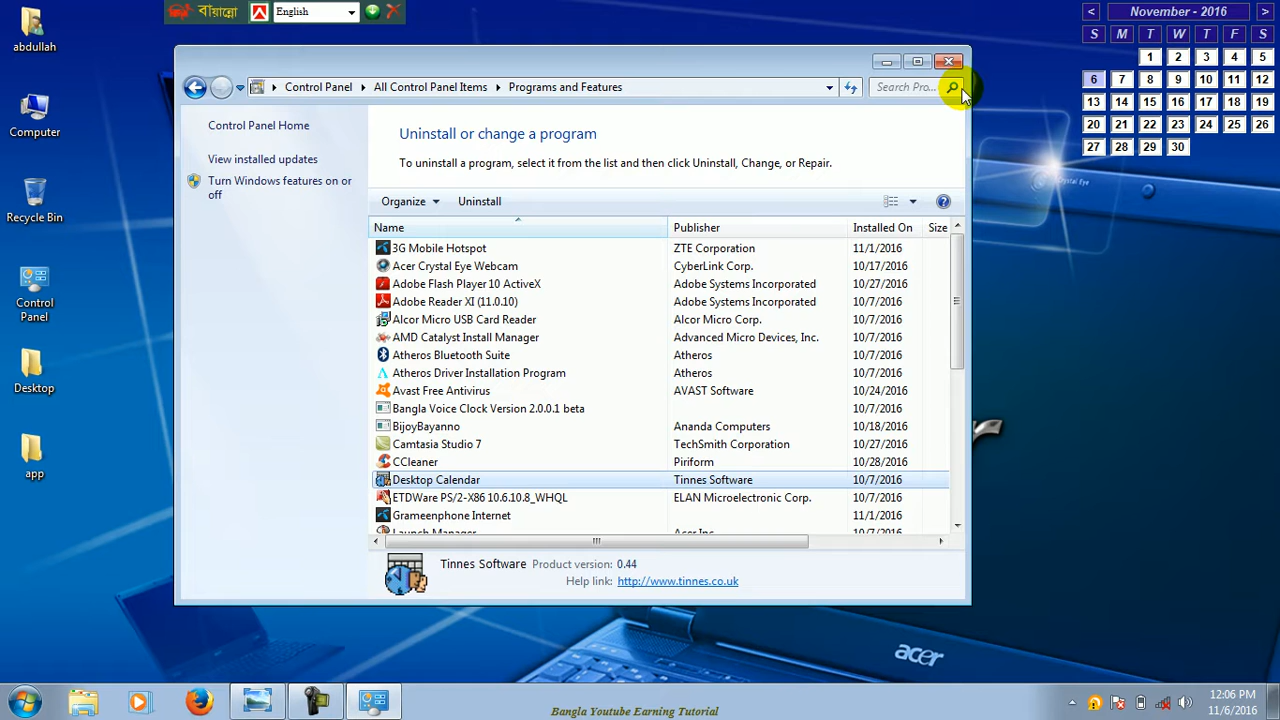 abdullah
Computer
Recycle Bin
Control Panel
Desktop
app
বায়ান্নো
English
November - 2016
S M T W T F S
1 2 3 4 5
6 7 8 9 10 11 12
13 14 15 16 17 18 19
20 21 22 23 24 25 26
27 28 29 30
Control Panel All Control Panel Items Programs and Features
Search Pro...
Control Panel Home
View installed updates
Turn Windows features on or
off
Uninstall or change a program
To uninstall a program, select it from the list and then click Uninstall, Change, or Repair.
Organize Uninstall
Name Publisher Installed On Size
3G Mobile Hotspot ZTE Corporation 11/1/2016
Acer Crystal Eye Webcam CyberLink Corp. 10/17/2016
Adobe Flash Player 10 ActiveX Adobe Systems Incorporated 10/27/2016
Adobe Reader XI (11.0.10) Adobe Systems Incorporated 10/7/2016
Alcor Micro USB Card Reader Alcor Micro Corp. 10/7/2016
AMD Catalyst Install Manager Advanced Micro Devices, Inc. 10/7/2016
Atheros Bluetooth Suite Atheros 10/7/2016
Atheros Driver Installation Program Atheros 10/7/2016
Avast Free Antivirus AVAST Software 10/24/2016
Bangla Voice Clock Version 2.0.0.1 beta 10/7/2016
BijoyBayanno Ananda Computers 10/18/2016
Camtasia Studio 7 TechSmith Corporation 10/27/2016
CCleaner Piriform 10/28/2016
Desktop Calendar Tinnes Software 10/7/2016
ETDWare PS/2-X86 10.6.10.8_WHQL ELAN Microelectronic Corp. 10/7/2016
Grameenphone Internet 11/1/2016
Launch Manager Acer Inc. 10/7/2016
Tinnes Software Product version: 0.44
Help link: http://www.tinnes.co.uk
Crystal Eye
acer
Bangla Youtube Earning Tutorial
12:06 PM
11/6/2016